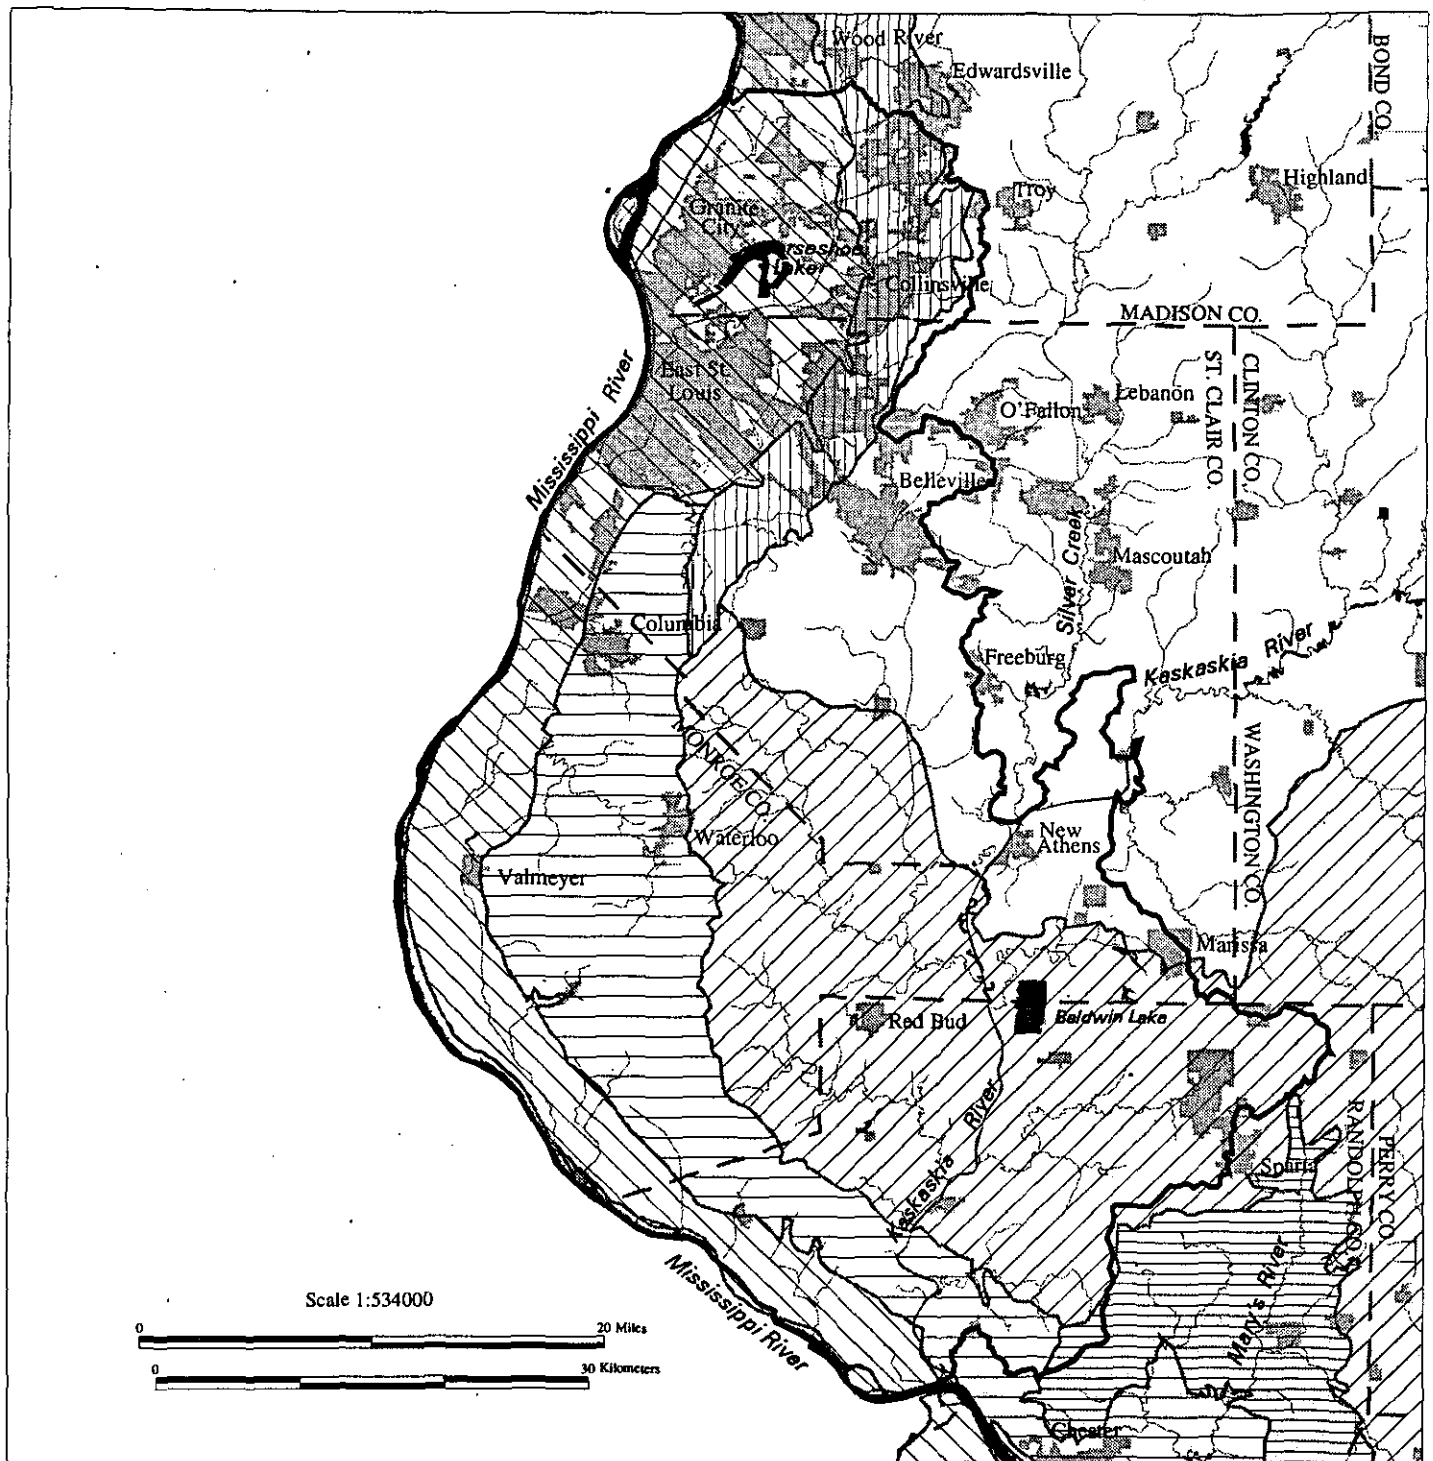 Wood River
Edwardsville
BOND CO.
Highland
Troy
Granite
City
Horseshoe
Lake
Collinsville
MADISON CO.
Mississippi River
East St.
Louis
O'Fallon
Lebanon
ST. CLAIR CO.
CLINTON CO.
Belleville
Silver Creek
Mascoutah
Columbia
Freeburg
Kaskaskia River
MONROE CO.
WASHINGTON CO
Waterloo
New
Athens
Valmeyer
Marissa
Red Bud
Baldwin Lake
Kaskaskia River
RANDOLPH CO.
PERRY CO.
Sparta
Mary's River
Mississippi River
Scale 1:534000
0 20 Miles
0 30 Kilometers
Chester